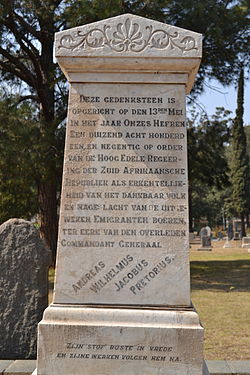 Deze gedenksteen is
opgericht op den 13den Mei
in het jaar Onzes Heeren
Een duizend acht honderd
een en negentig op order
van de Hoog Edele Regeer-
ing der Zuid Afrikaansche
Republiek als erkentelijk-
heid van het dankbaar volk
en nage-lacht van de uitge-
weken Emigranten Boeren,
ter eere van den overleden
Commandant Generaal
Andreas
Wilhelmus
Jacobus
Pretorius.
Zijn stof ruste in vrede
en zijne werken volgen hem na.